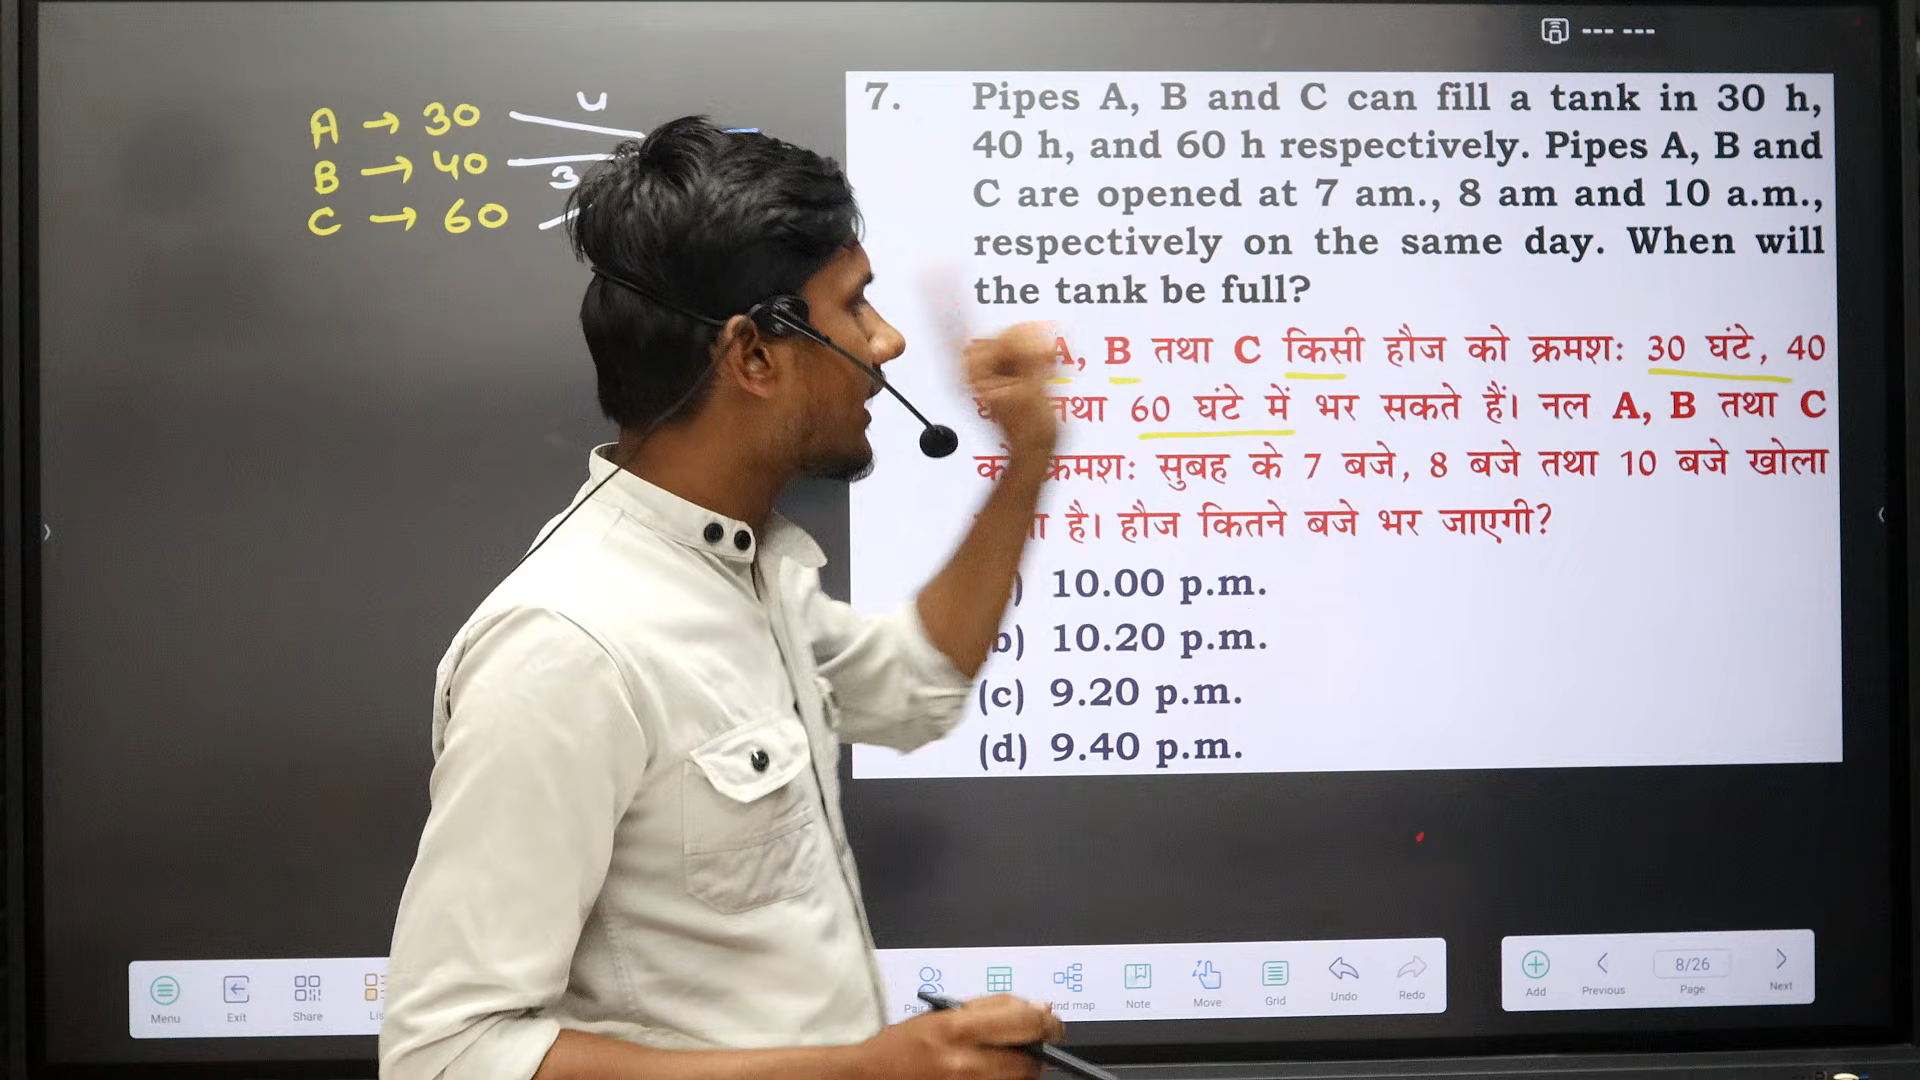 --- ---
A → 30
B → 40
C → 60
4
3
7. Pipes A, B and C can fill a tank in 30 h,
40 h, and 60 h respectively. Pipes A, B and
C are opened at 7 am., 8 am and 10 a.m.,
respectively on the same day. When will
the tank be full?
A, B तथा C किसी हौज को क्रमशः 30 घंटे, 40
तथा 60 घंटे में भर सकते हैं। नल A, B तथा C
क्रमशः सुबह के 7 बजे, 8 बजे तथा 10 बजे खोला
है। हौज कितने बजे भर जाएगी?
10.00 p.m.
b) 10.20 p.m.
(c) 9.20 p.m.
(d) 9.40 p.m.
Menu Exit Share Note Move Grid Undo Redo
Add Previous 8/26 Page Next